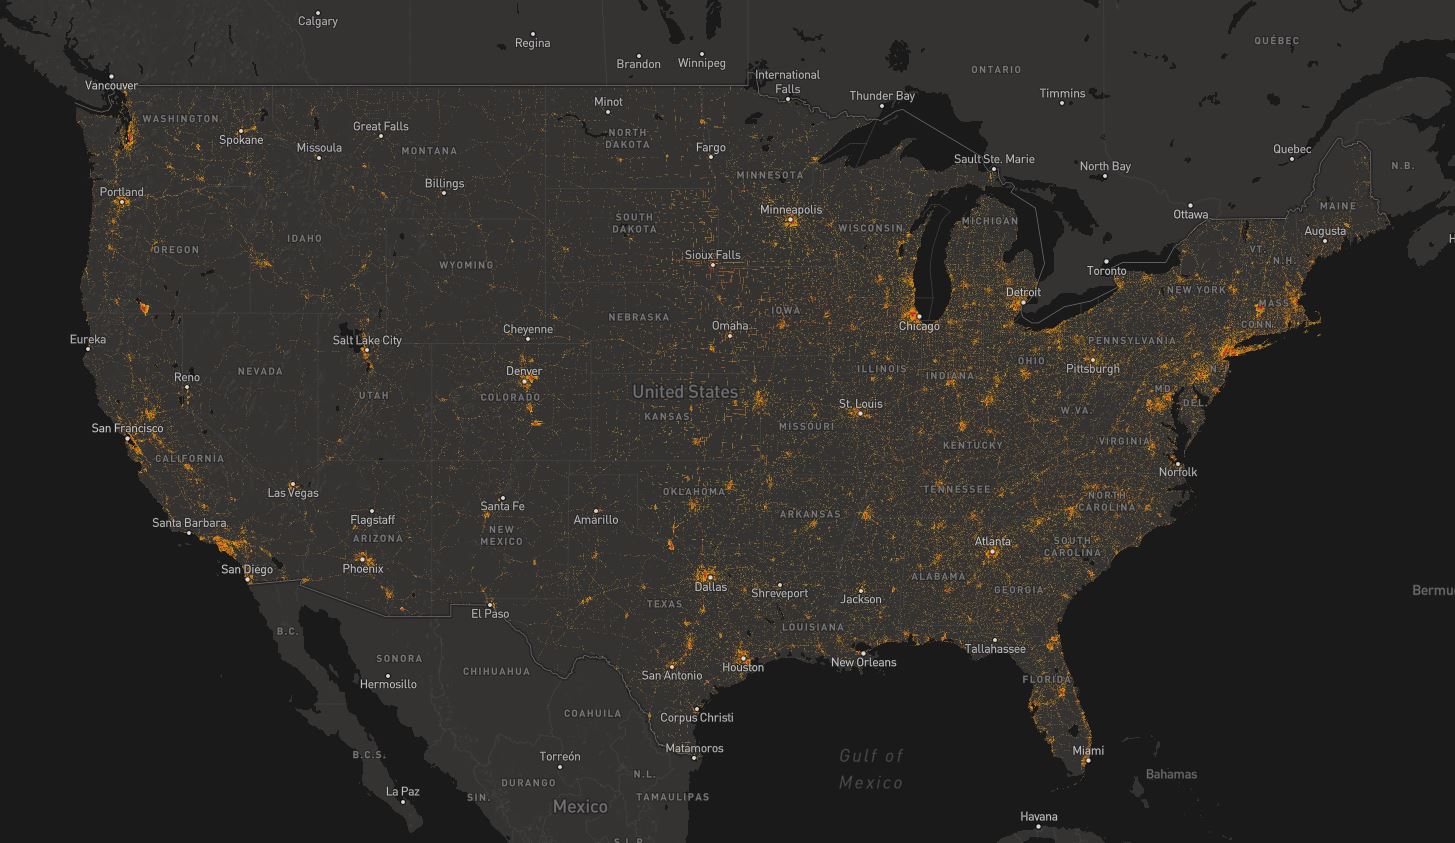 Calgary
Regina
QUÉBEC
Brandon
Winnipeg
ONTARIO
Vancouver
International
Falls
Thunder Bay
Timmins
Minot
WASHINGTON
Spokane
Great Falls
Missoula
MONTANA
NORTH
DAKOTA
Fargo
Sault Ste. Marie
North Bay
Quebec
N.B.
Portland
Billings
MINNESOTA
Minneapolis
Ottawa
MAINE
Augusta
SOUTH
DAKOTA
WISCONSIN
MICHIGAN
OREGON
IDAHO
WYOMING
Sioux Falls
VT.
N.H.
H
Toronto
Detroit
NEW YORK
MASS
CONN.
NEBRASKA
IOWA
Chicago
Eureka
Salt Lake City
Cheyenne
Omaha
PENNSYLVANIA
Pittsburgh
OHIO
N.J.
Reno
NEVADA
UTAH
Denver
COLORADO
United States
ILLINOIS
INDIANA
MD.
DEL.
KANSAS
St. Louis
W.VA.
San Francisco
MISSOURI
KENTUCKY
VIRGINIA
CALIFORNIA
Norfolk
Las Vegas
Santa Fe
OKLAHOMA
TENNESSEE
NORTH
CAROLINA
Santa Barbara
Flagstaff
ARIZONA
NEW
MEXICO
Amarillo
ARKANSAS
Atlanta
SOUTH
CAROLINA
San Diego
Phoenix
ALABAMA
GEORGIA
El Paso
Dallas
TEXAS
Shreveport
Jackson
Bermu
B.C.
LOUISIANA
SONORA
Hermosillo
CHIHUAHUA
San Antonio
Houston
New Orleans
Tallahassee
FLORIDA
COAHUILA
Corpus Christi
B.C.S.
Torreón
Matamoros
Gulf of
Mexico
Miami
Bahamas
N.L.
DURANGO
La Paz
SIN.
Mexico
TAMAULIPAS
Havana
S.L.P.